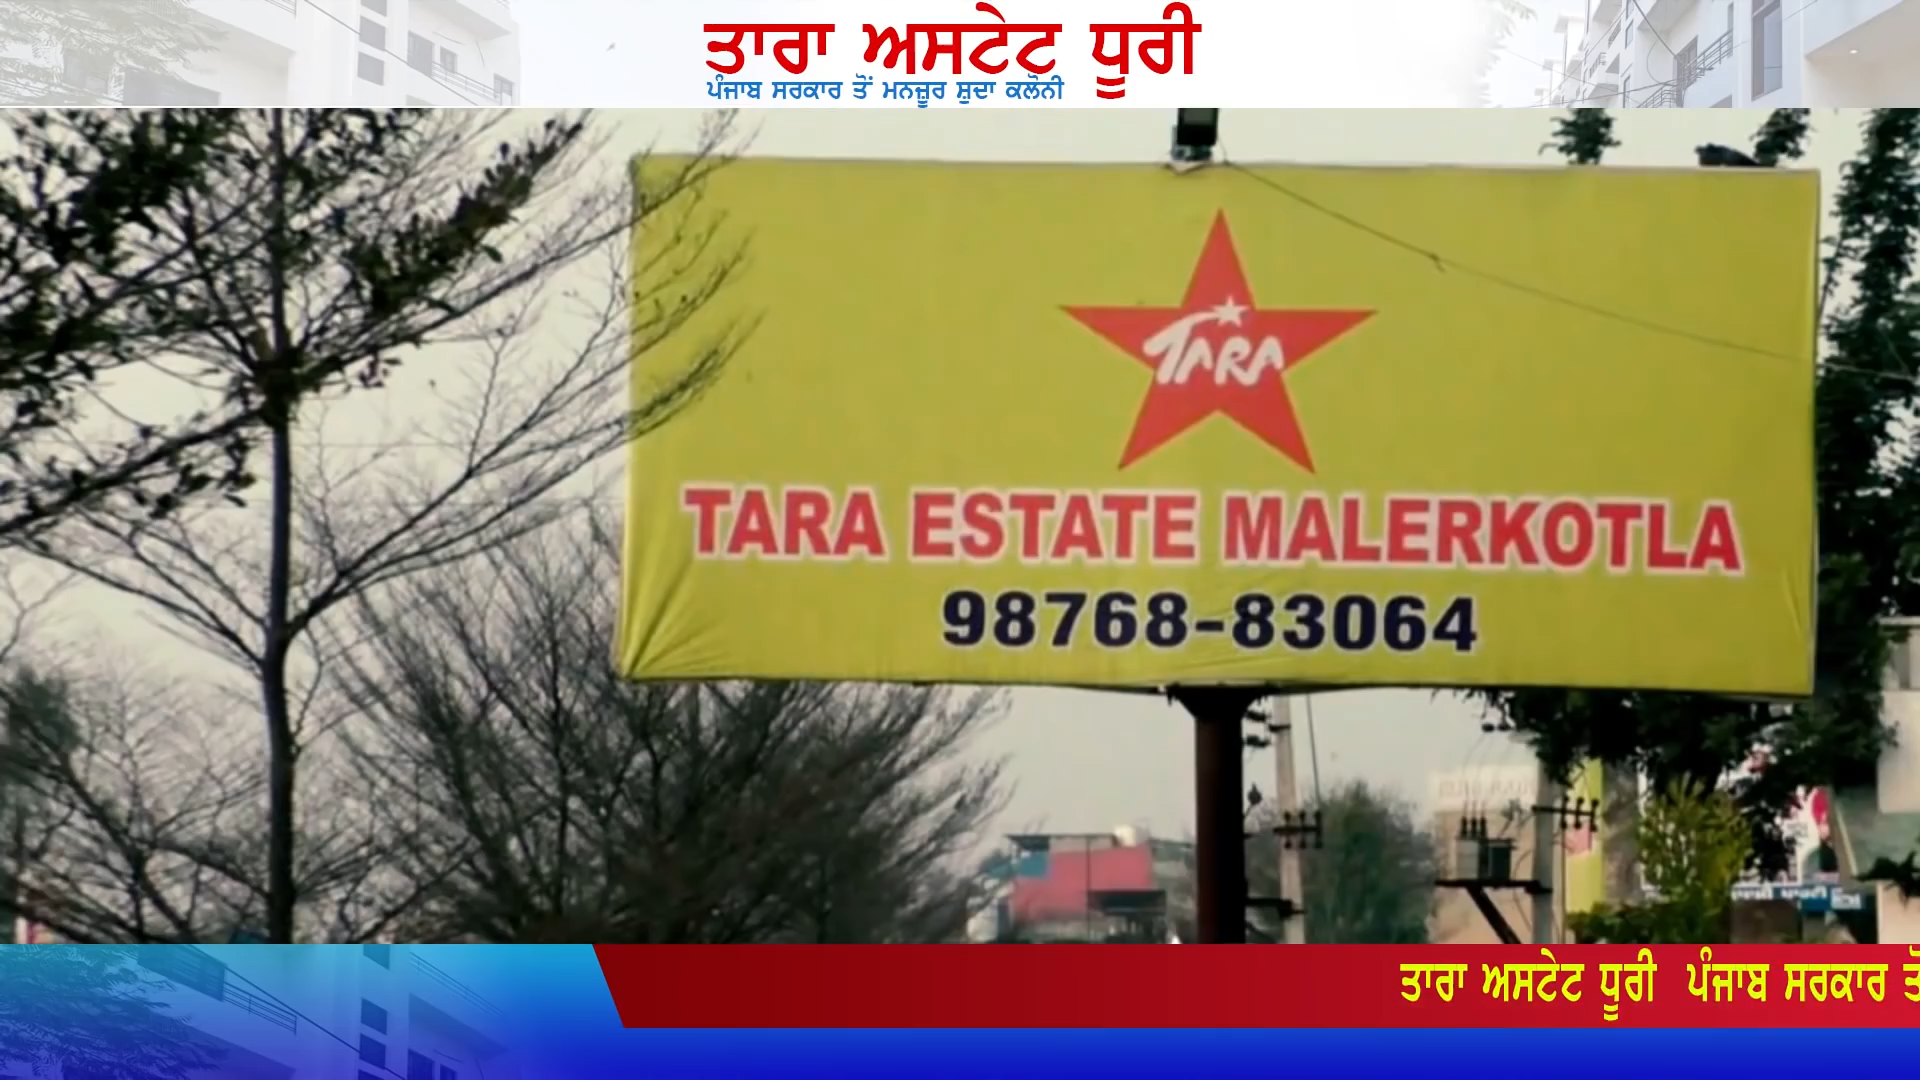 ਤਾਰਾ ਅਸਟੇਟ ਧੂਰੀ
ਪੰਜਾਬ ਸਰਕਾਰ ਤੋਂ ਮਨਜ਼ੂਰ ਸ਼ੁਦਾ ਕਲੋਨੀ
TARA
TARA ESTATE MALERKOTLA
98768-83064
ਤਾਰਾ ਅਸਟੇਟ ਧੂਰੀ ਪੰਜਾਬ ਸਰਕਾਰ